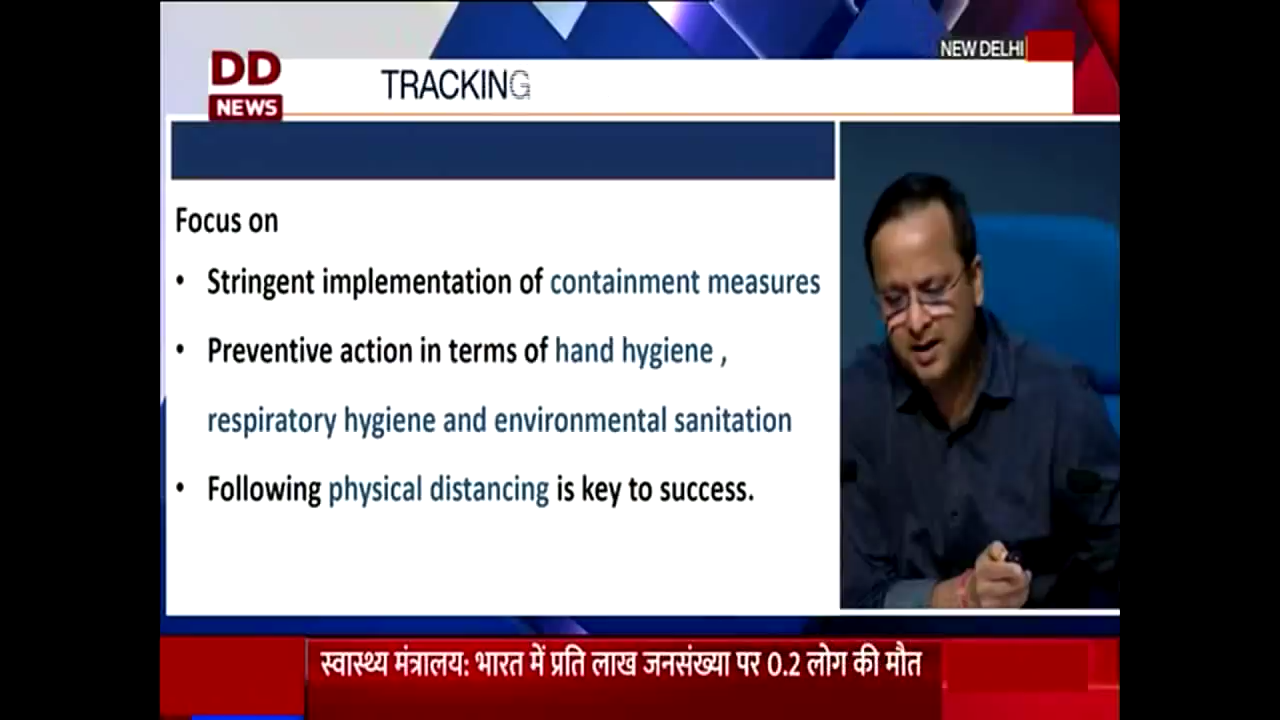 NEW DELHI
DD
NEWS
TRACKING
Focus on
• Stringent implementation of containment measures
• Preventive action in terms of hand hygiene ,
respiratory hygiene and environmental sanitation
• Following physical distancing is key to success.
स्वास्थ्य मंत्रालय: भारत में प्रति लाख जनसंख्या पर 0.2 लोग की मौत